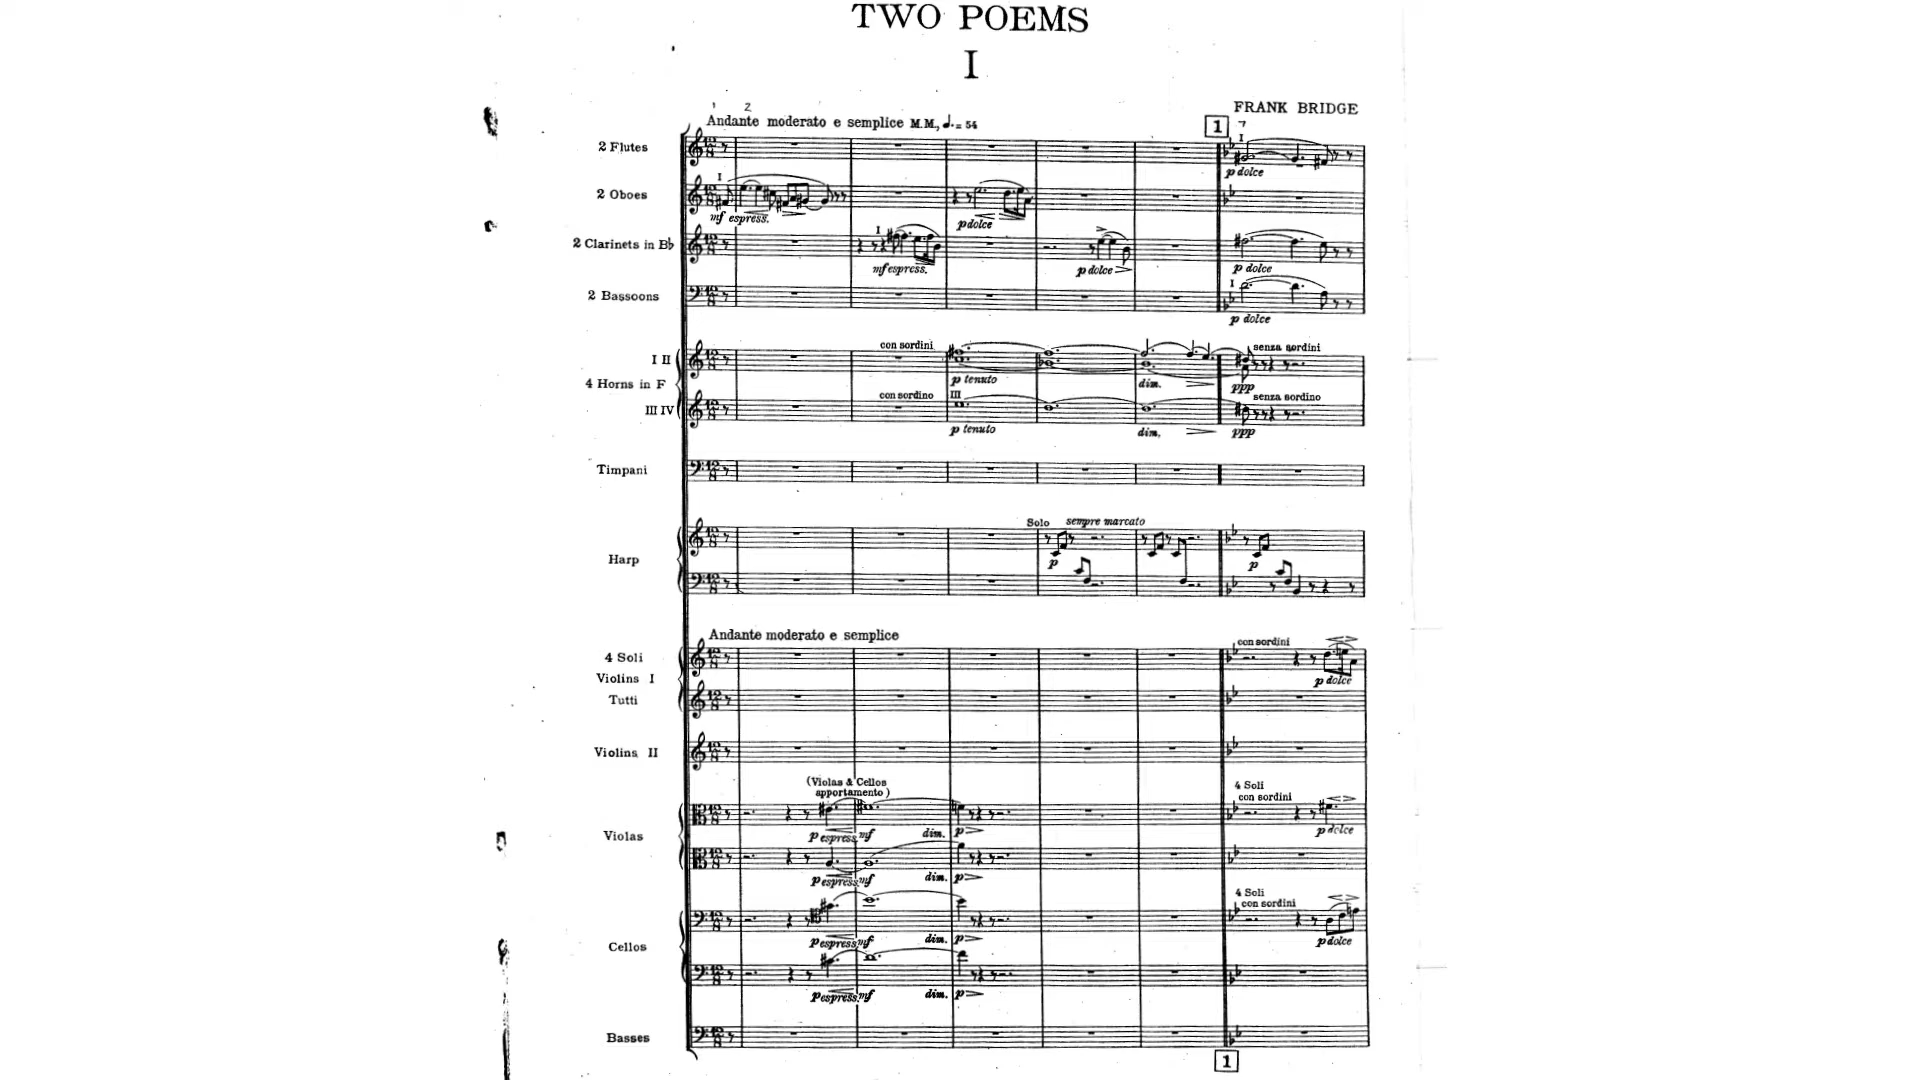 TWO POEMS
I
FRANK BRIDGE
1 2
Andante moderato e semplice M.M., ♩. = 54
1
7
2 Flutes
I
p dolce
2 Oboes
I
mf espress.
p dolce
2 Clarinets in B♭
I
mf espress.
p dolce
p dolce
2 Bassoons
I
p dolce
4 Horns in F
I II
con sordini
p tenuto
dim.
ppp
senza sordini
III IV
con sordino
III
p tenuto
dim.
ppp
senza sordino
Timpani
Harp
Solo
sempre marcato
p
p
Andante moderato e semplice
4 Soli
con sordini
p dolce
Violins I
Tutti
Violins II
(Violas & Cellos
apportamento)
Violas
p espress. mf
dim.
p
4 Soli
con sordini
p dolce
p espress. mf
dim.
p
Cellos
p espress. mf
dim.
p
4 Soli
con sordini
p dolce
p espress. mf
dim.
p
Basses
1